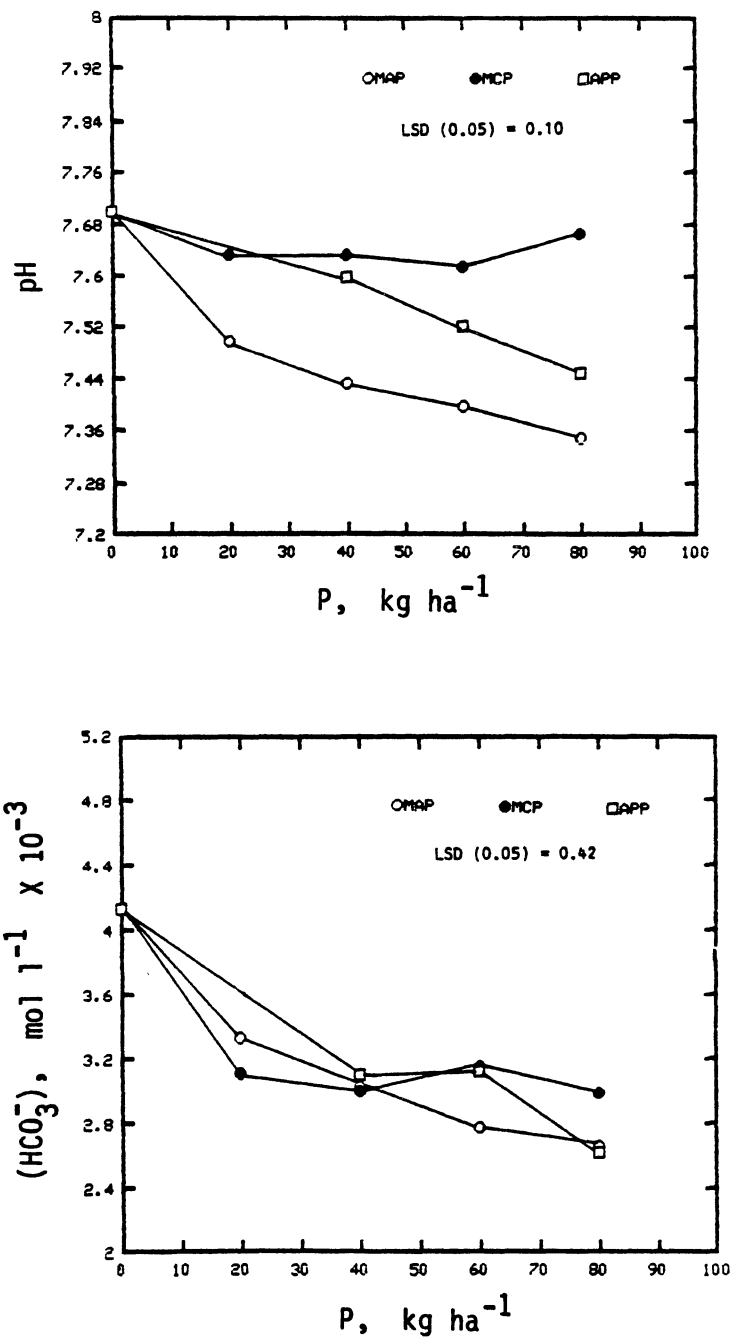 8
7.92
7.84
7.76
7.68
7.6
7.52
7.44
7.36
7.28
7.2
pH
MAP MCP APP
LSD (0.05) = 0.10
0 10 20 30 40 50 60 70 80 90 100
P, kg ha⁻¹
5.2
4.8
4.4
4
3.6
3.2
2.8
2.4
2
(HCO₃⁻), mol l⁻¹ X 10⁻³
MAP MCP APP
LSD (0.05) = 0.42
0 10 20 30 40 50 60 70 80 90 100
P, kg ha⁻¹